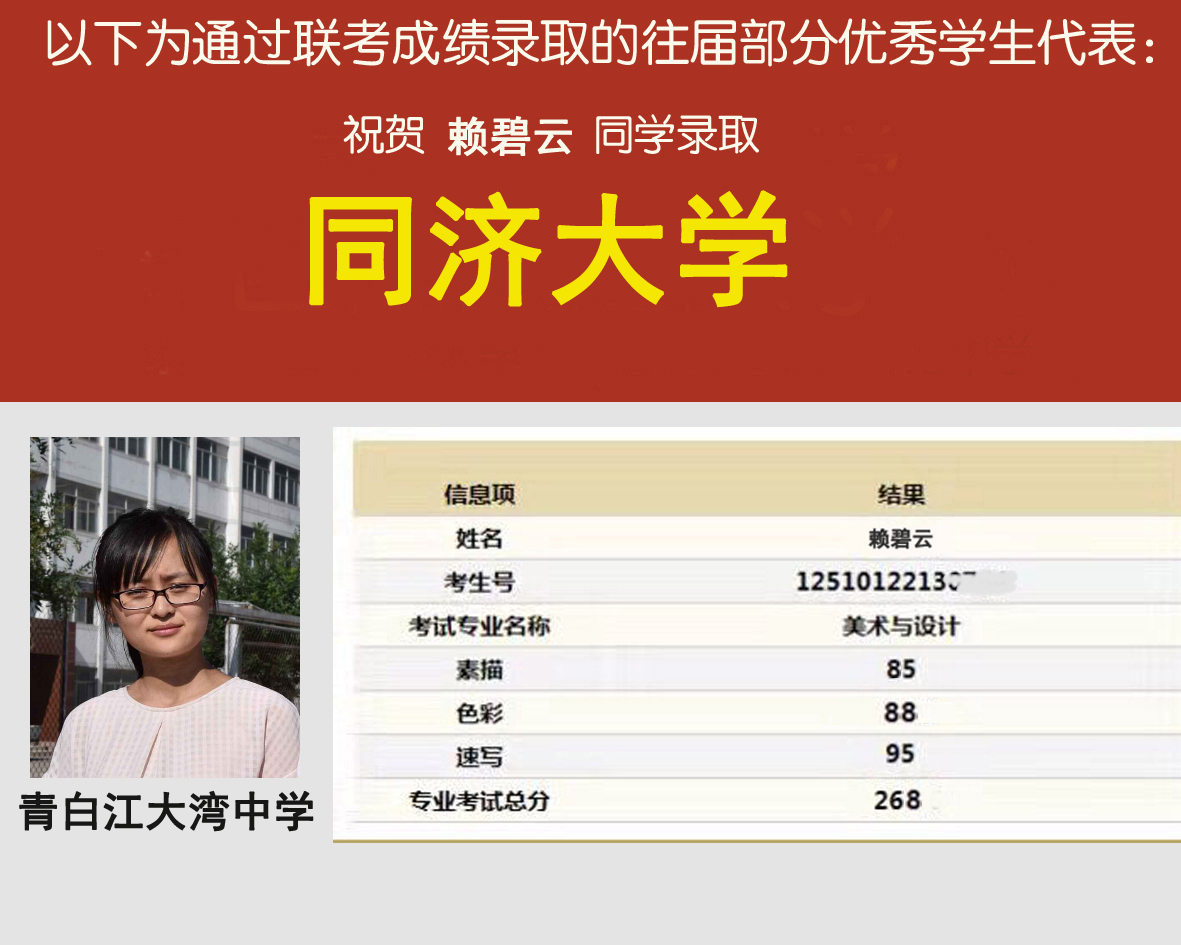 以下为通过联考成绩录取的往届部分优秀学生代表：
祝贺 赖碧云 同学录取
同济大学
信息项 结果
姓名 赖碧云
考生号 1251012213
考试专业名称 美术与设计
素描 85
色彩 88
速写 95
专业考试总分 268
青白江大湾中学